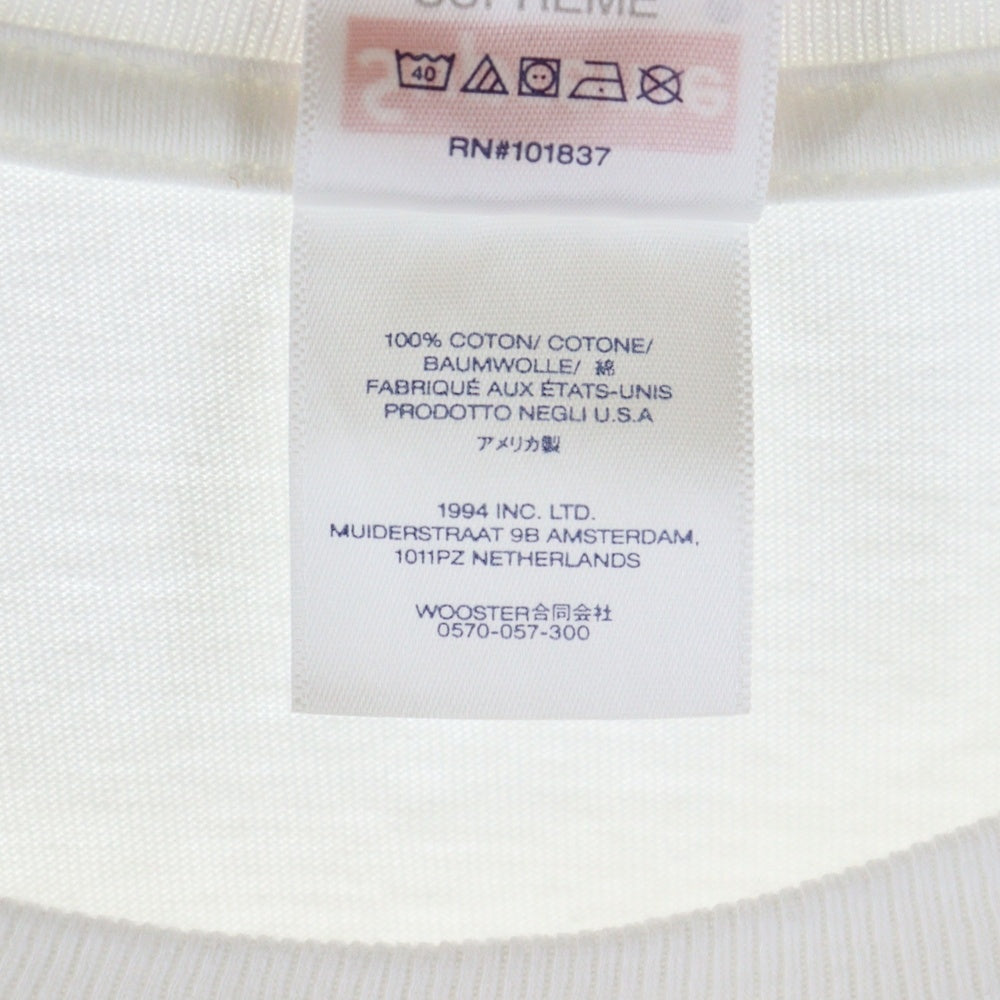 SUPREME
40
RN#101837
100% COTON/ COTONE/
BAUMWOLLE/ 綿
FABRIQUÉ AUX ÉTATS-UNIS
PRODOTTO NEGLI U.S.A
アメリカ製
1994 INC. LTD.
MUIDERSTRAAT 9B AMSTERDAM,
1011PZ NETHERLANDS
WOOSTER合同会社
0570-057-300